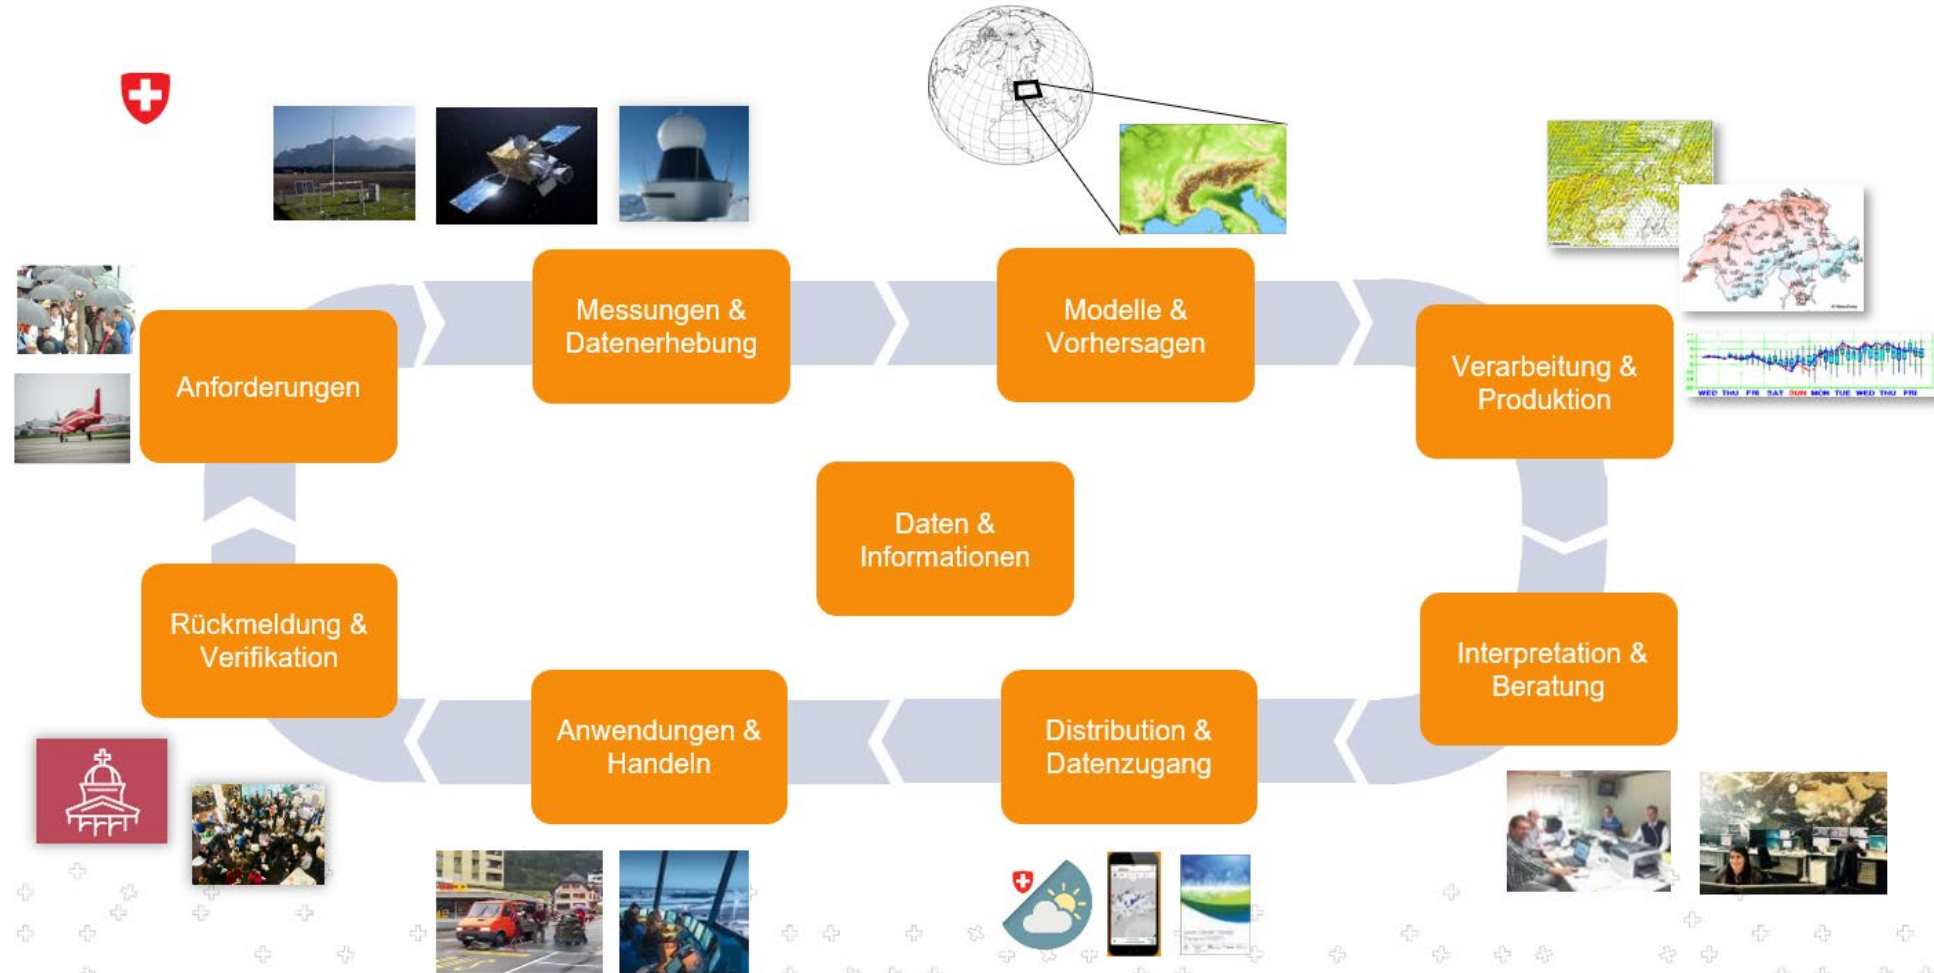 Anforderungen
Messungen &
Datenerhebung
Modelle &
Vorhersagen
Verarbeitung &
Produktion
WED THU FRI SAT SUN MON TUE WED THU FRI
Daten &
Informationen
Rückmeldung &
Verifikation
Interpretation &
Beratung
Anwendungen &
Handeln
Distribution &
Datenzugang